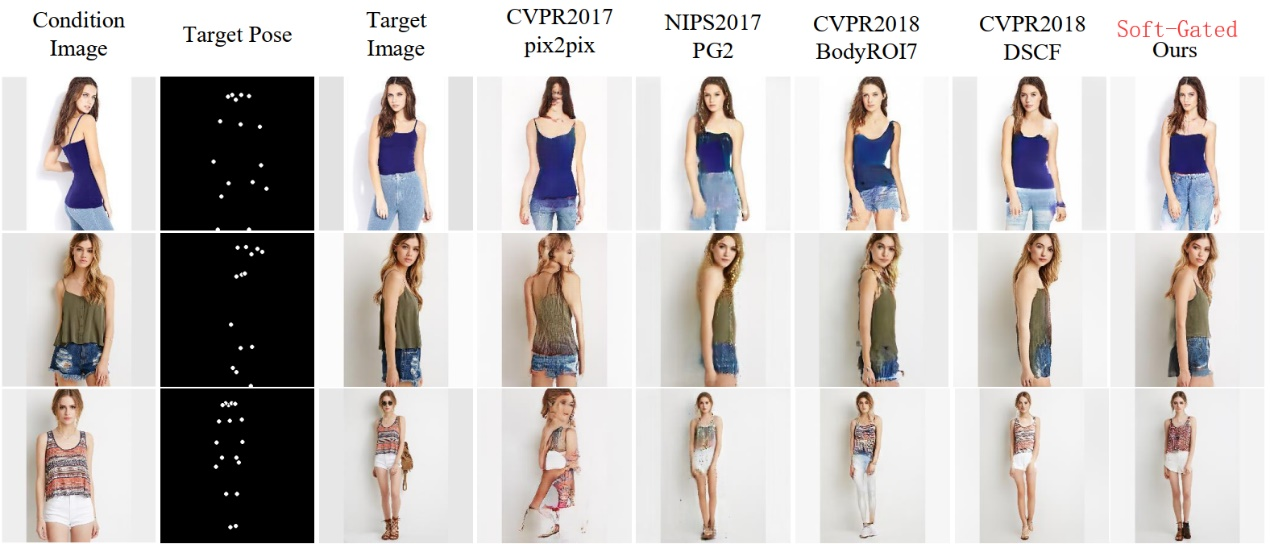 Condition
Image
Target Pose
Target
Image
CVPR2017
pix2pix
NIPS2017
PG2
CVPR2018
BodyROI7
CVPR2018
DSCF
Soft-Gated
Ours